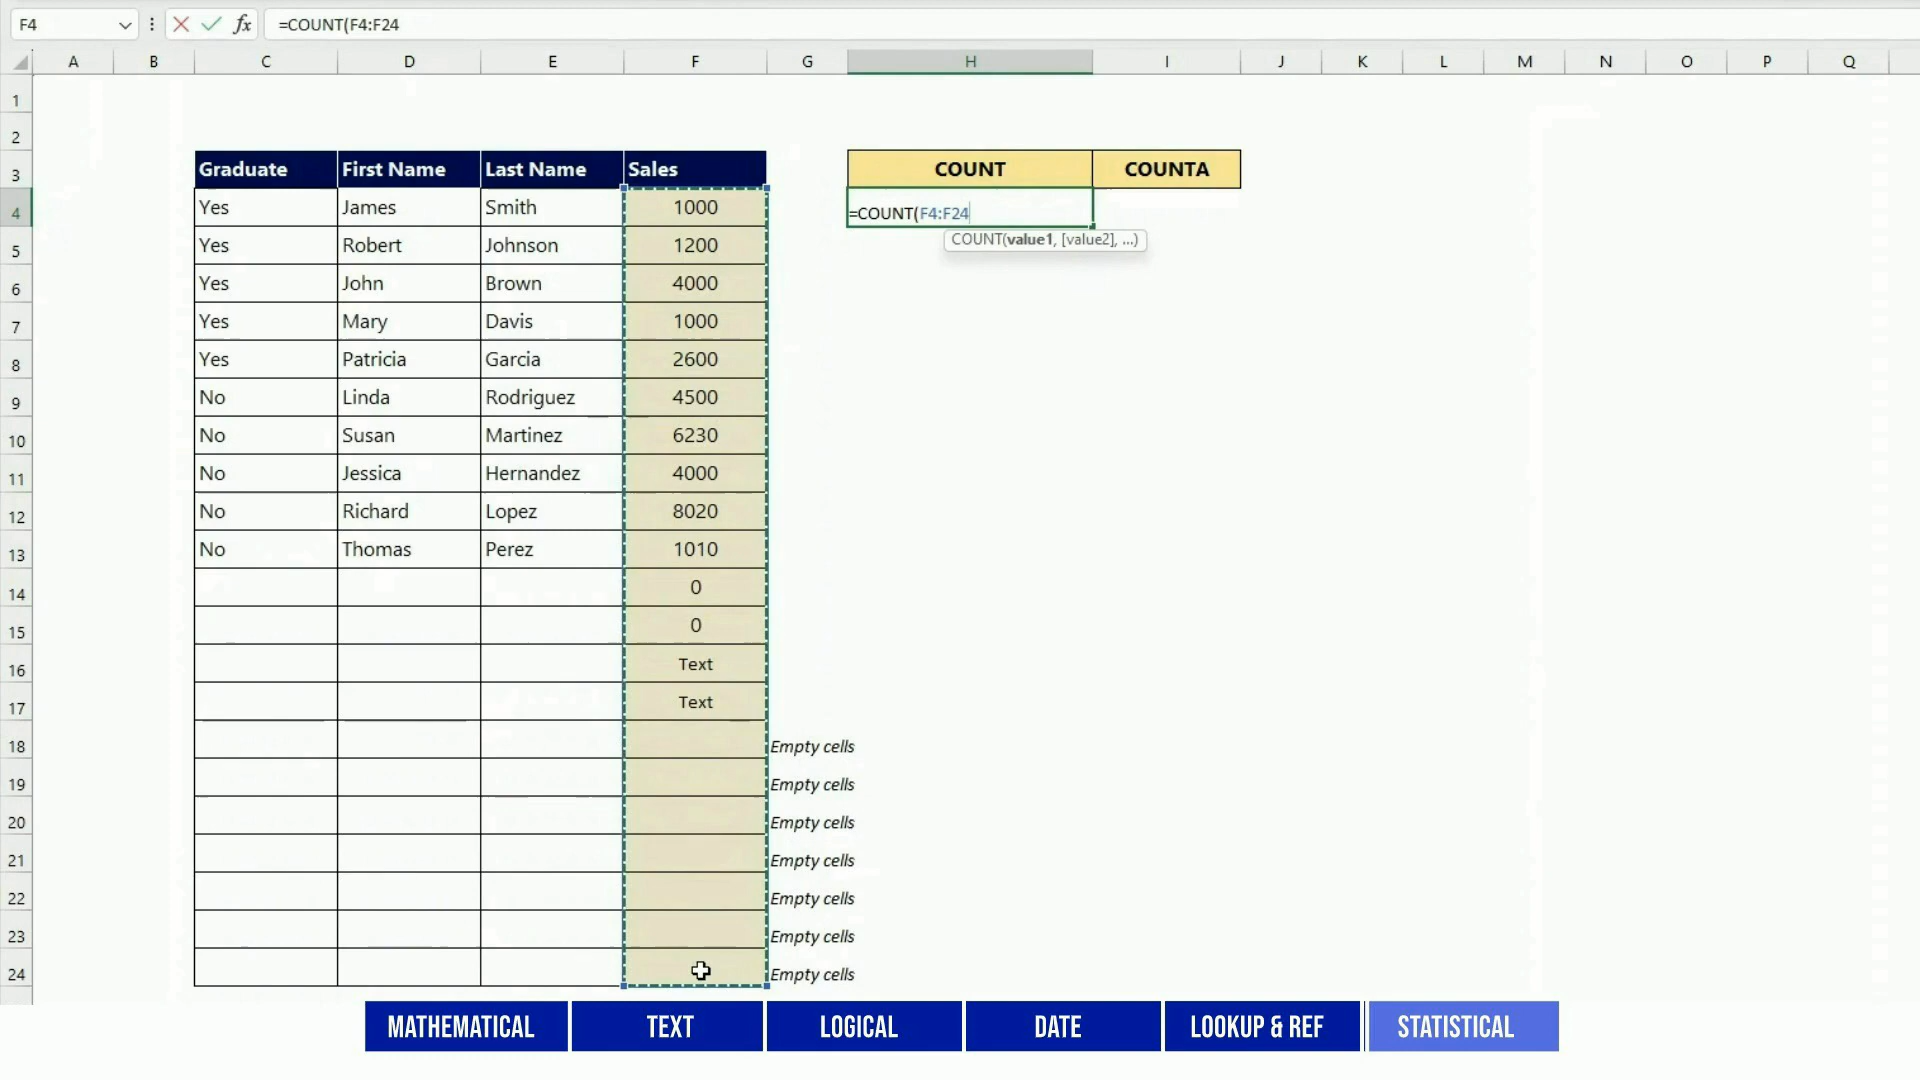 F4 fx =COUNT(F4:F24
A B C D E F G H I J K L M N O P Q
1
2
3 Graduate First Name Last Name Sales COUNT COUNTA
4 Yes James Smith 1000 =COUNT(F4:F24
COUNT(value1, [value2], ...)
5 Yes Robert Johnson 1200
6 Yes John Brown 4000
7 Yes Mary Davis 1000
8 Yes Patricia Garcia 2600
9 No Linda Rodriguez 4500
10 No Susan Martinez 6230
11 No Jessica Hernandez 4000
12 No Richard Lopez 8020
13 No Thomas Perez 1010
14 0
15 0
16 Text
17 Text
18 Empty cells
19 Empty cells
20 Empty cells
21 Empty cells
22 Empty cells
23 Empty cells
24 Empty cells
MATHEMATICAL TEXT LOGICAL DATE LOOKUP & REF STATISTICAL